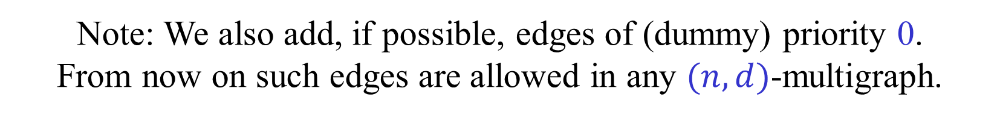 Note: We also add, if possible, edges of (dummy) priority 0.
From now on such edges are allowed in any (n, d)-multigraph.